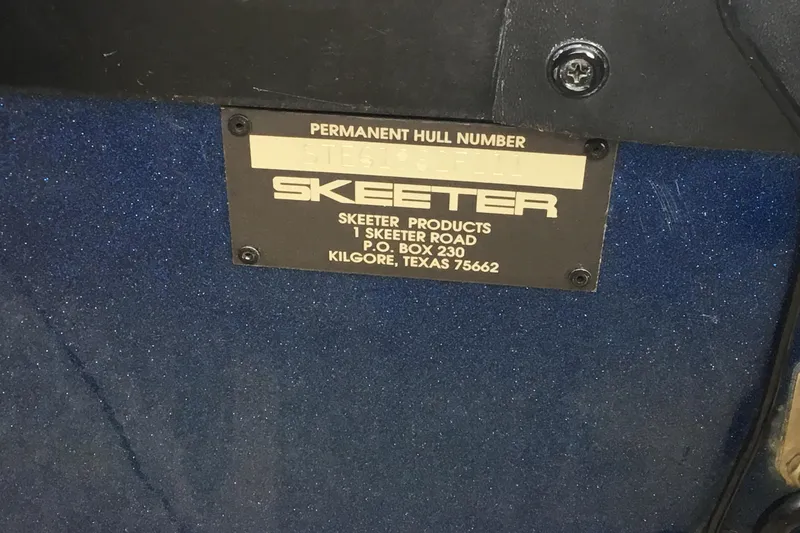 PERMANENT HULL NUMBER
SKEETER
SKEETER PRODUCTS
1 SKEETER ROAD
P.O. BOX 230
KILGORE, TEXAS 75662